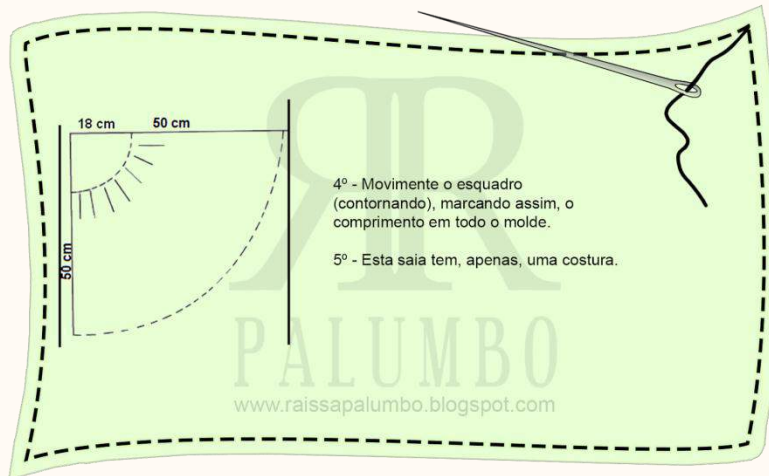 18 cm 50 cm
50 cm
4º - Movimente o esquadro
(contornando), marcando assim, o
comprimento em todo o molde.
5º - Esta saia tem, apenas, uma costura.
RR
PALUMBO
www.raissapalumbo.blogspot.com